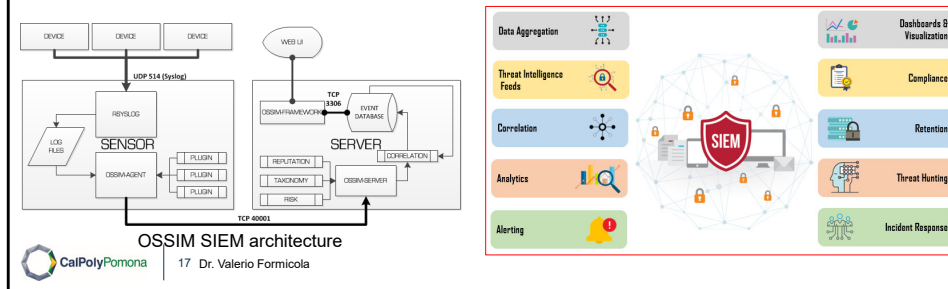 DEVICE
DEVICE
DEVICE
UDP 514 (Syslog)
RSYSLOG
LOG
FILES
SENSOR
OSSIM-AGENT
PLUGIN
PLUGIN
PLUGIN
WEB UI
TCP
3306
OSSIM-FRAMEWORK
EVENT
DATABASE
SERVER
CORRELATION
REPUTATION
TAXONOMY
RISK
OSSIM-SERVER
TCP 40001
OSSIM SIEM architecture
CalPolyPomona
17 Dr. Valerio Formicola
Data Aggregation
Threat Intelligence
Feeds
Correlation
Analytics
Alerting
SIEM
Dashboards &
Visualization
Compliance
Retention
Threat Hunting
Incident Response